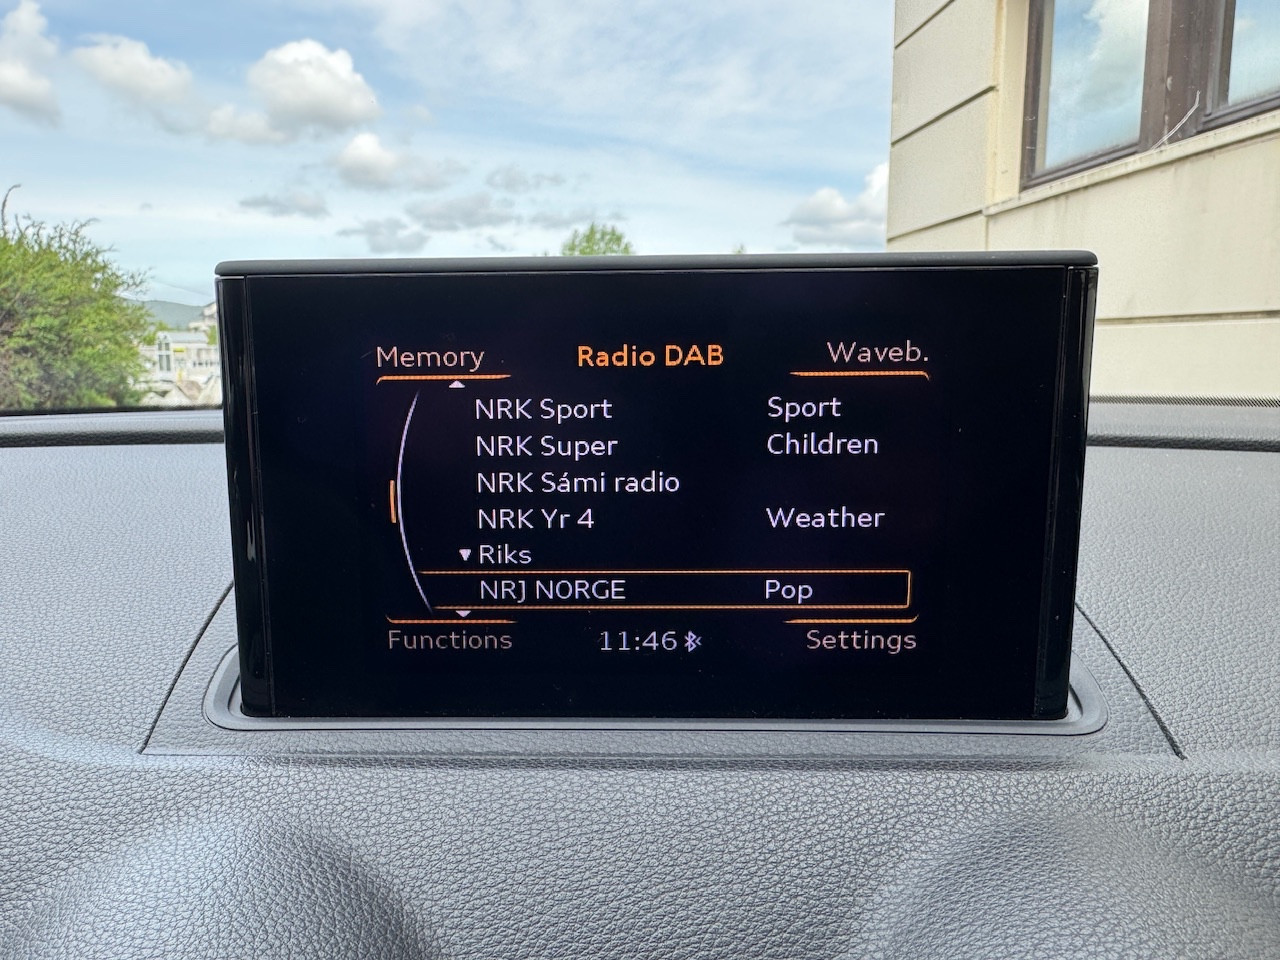 Memory Radio DAB Waveb.
NRK Sport Sport
NRK Super Children
NRK Sámi radio
NRK Yr 4 Weather
▼ Riks
NRJ NORGE Pop
Functions 11:46 Settings